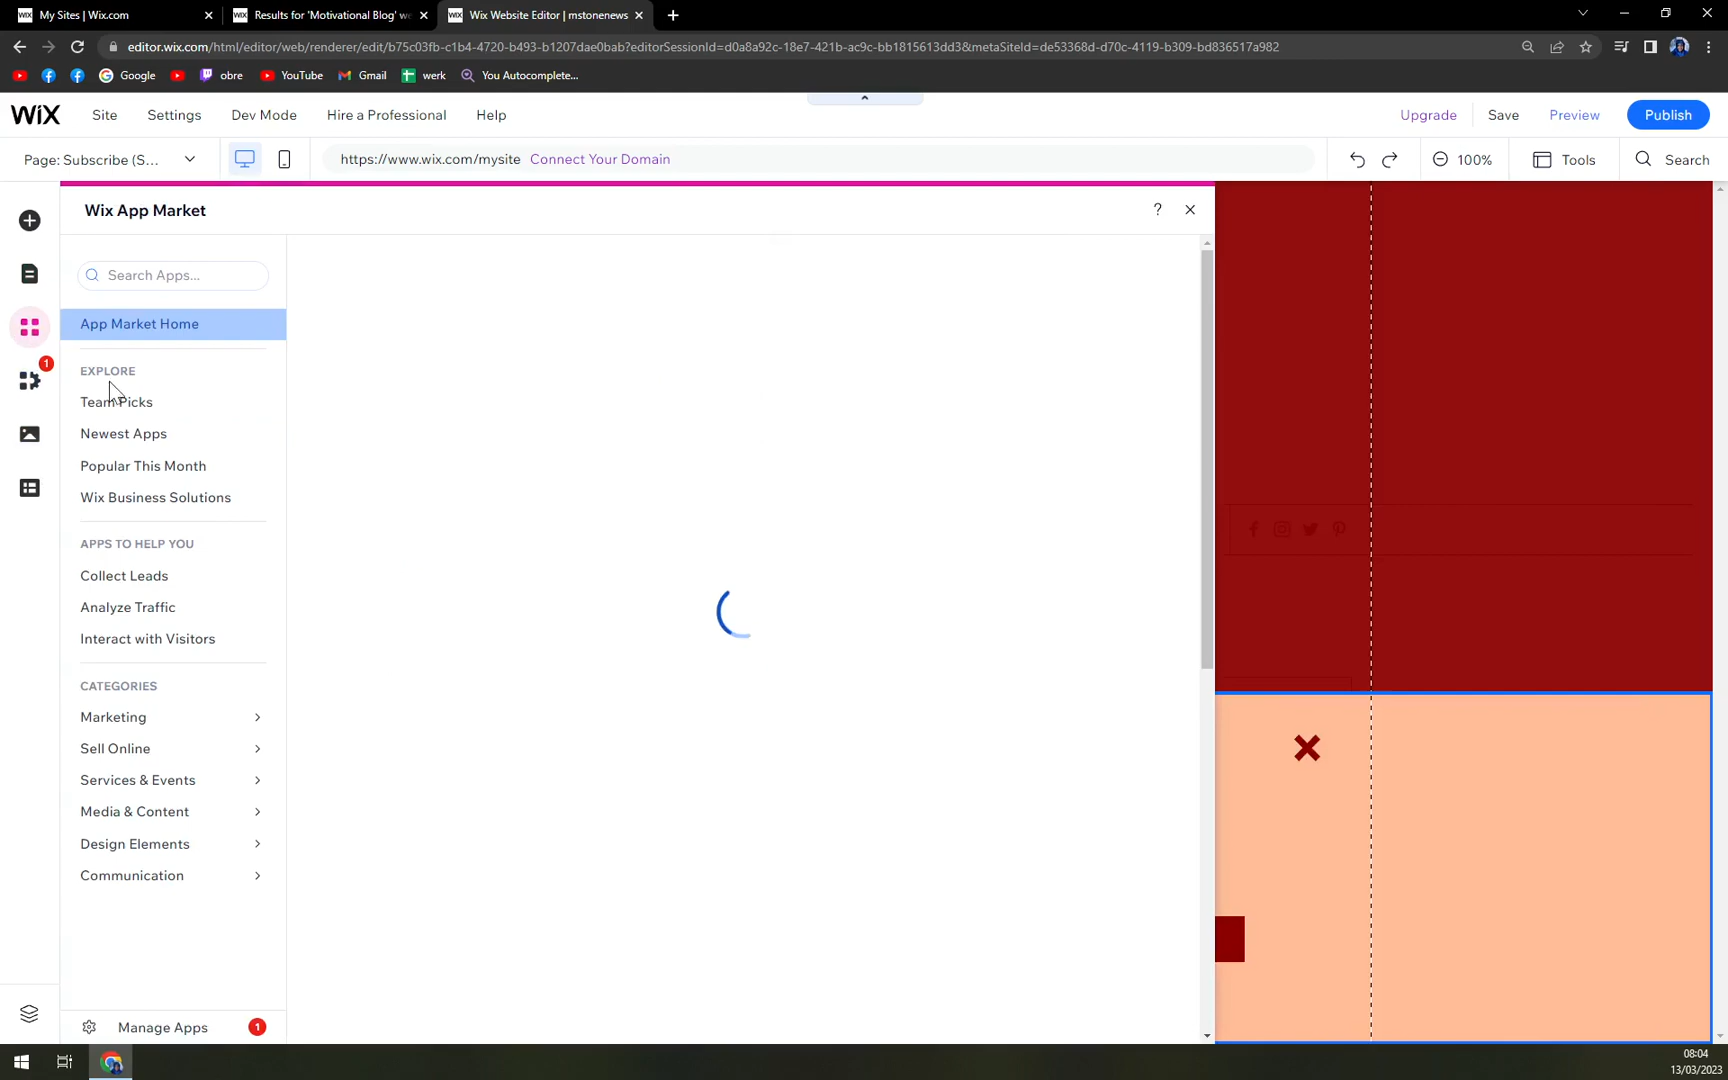 My Sites | Wix.com
Results for 'Motivational Blog' we
Wix Website Editor | mstonenews
editor.wix.com/html/editor/web/renderer/edit/b75c03fb-c1b4-4720-b493-b1207dae0bab?editorSessionId=d0a8a92c-18e7-421b-ac9c-bb1815613dd3&metaSiteId=de53368d-d70c-4119-b309-bd836517a982
Google
obre
YouTube
Gmail
werk
You Autocomplete...
WiX
Site
Settings
Dev Mode
Hire a Professional
Help
Upgrade
Save
Preview
Publish
Page: Subscribe (S...
https://www.wix.com/mysite Connect Your Domain
100%
Tools
Search
Wix App Market
?
Search Apps...
App Market Home
EXPLORE
Team Picks
Newest Apps
Popular This Month
Wix Business Solutions
APPS TO HELP YOU
Collect Leads
Analyze Traffic
Interact with Visitors
CATEGORIES
Marketing
Sell Online
Services & Events
Media & Content
Design Elements
Communication
Manage Apps
1
1
08:04
13/03/2023